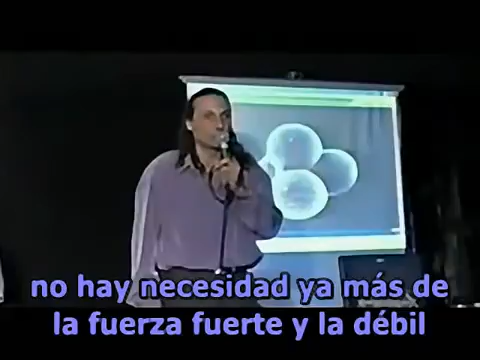 no hay necesidad ya más de
la fuerza fuerte y la débil